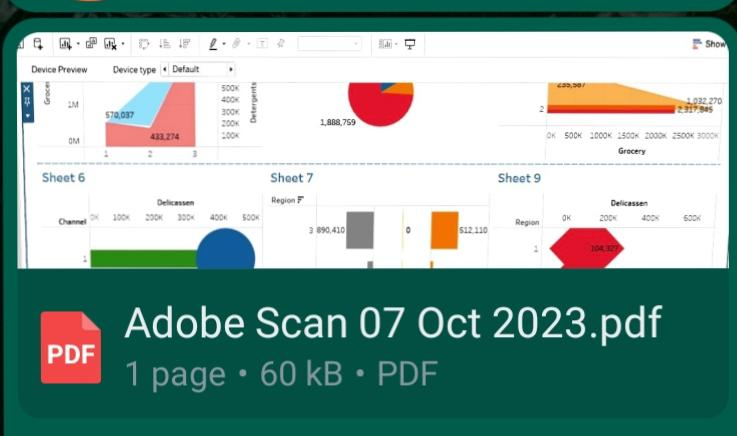 Show
Device Preview Device type Default
Grocer
1M
0M
570,037
433,274
1 2 3
500K
400K
300K
200K
100K
Detergents
1,888,759
235,587
1,032,270
2,317,845
2
0K 500K 1000K 1500K 2000K 2500K 3000K
Grocery
Sheet 6
Delicassen
Channel 0K 100K 200K 300K 400K 500K
1
Sheet 7
Region
3 890,410 0 512,110
Sheet 9
Delicassen
Region 0K 200K 400K 600K
1 104,327
PDF
Adobe Scan 07 Oct 2023.pdf
1 page • 60 kB • PDF